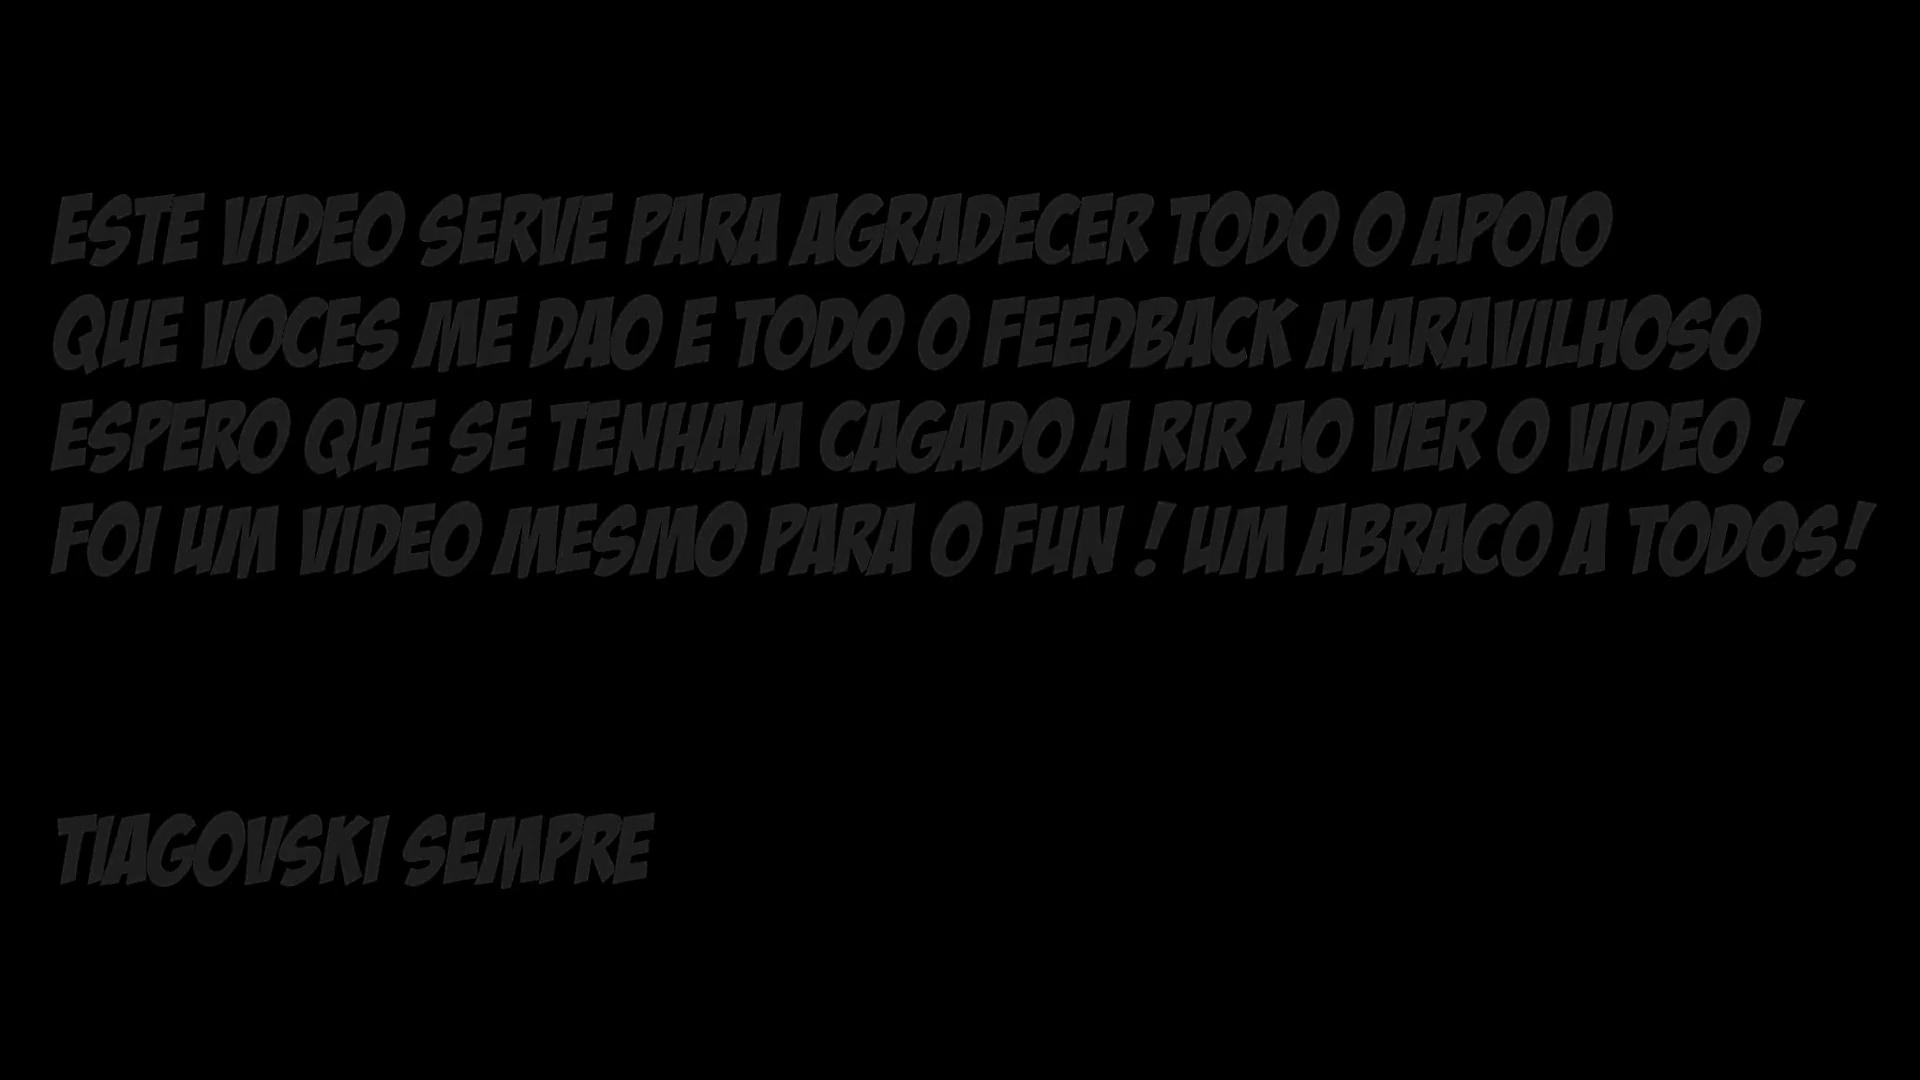 ESTE VIDEO SERVE PARA AGRADECER TODO O APOIO
QUE VOCES ME DAO E TODO O FEEDBACK MARAVILHOSO
ESPERO QUE SE TENHAM CAGADO A RIR AO VER O VIDEO !
FOI UM VIDEO MESMO PARA O FUN ! UM ABRACO A TODOS!
TIAGOVSKI SEMPRE